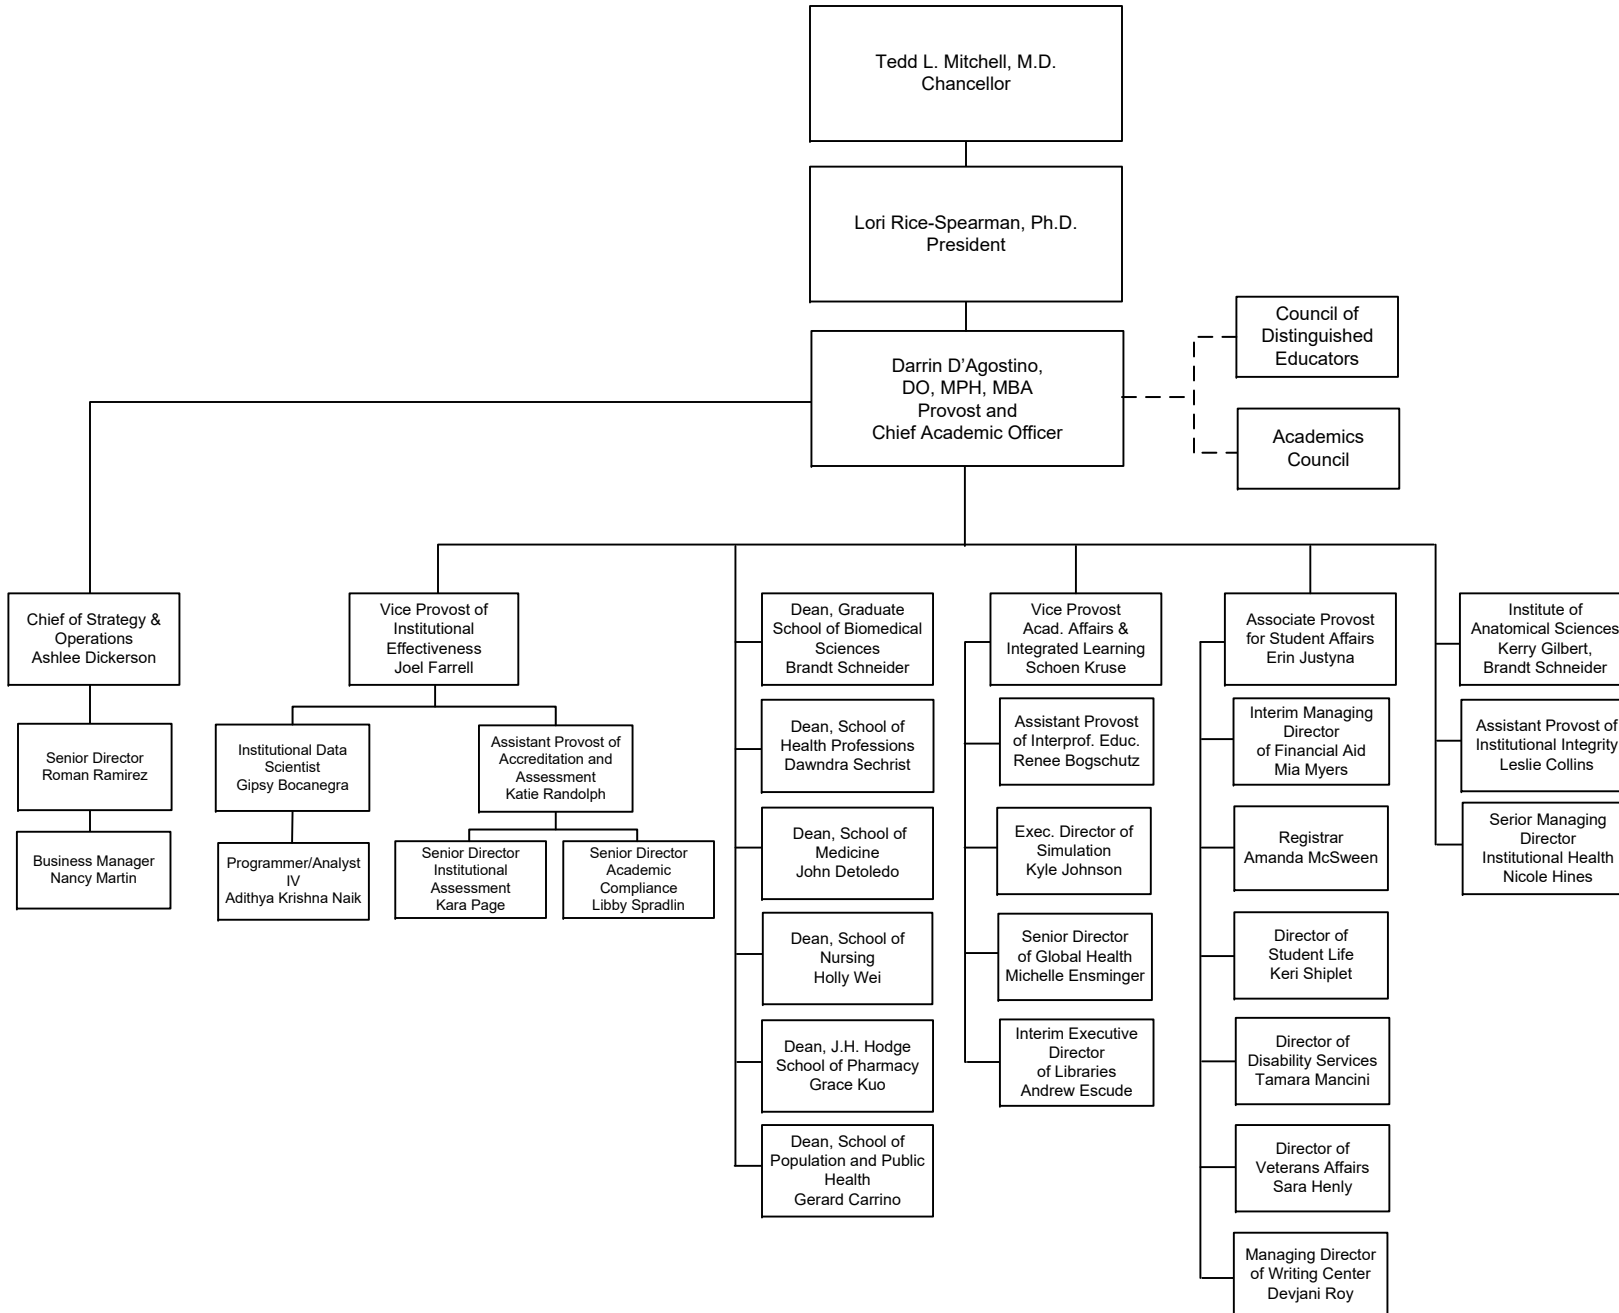 Tedd L. Mitchell, M.D.
Chancellor
Lori Rice-Spearman, Ph.D.
President
Darrin D’Agostino,
DO, MPH, MBA
Provost and
Chief Academic Officer
Council of
Distinguished
Educators
Academics
Council
Chief of Strategy &
Operations
Ashlee Dickerson
Senior Director
Roman Ramirez
Business Manager
Nancy Martin
Vice Provost of
Institutional
Effectiveness
Joel Farrell
Institutional Data
Scientist
Gipsy Bocanegra
Programmer/Analyst
IV
Adithya Krishna Naik
Assistant Provost of
Accreditation and
Assessment
Katie Randolph
Senior Director
Institutional
Assessment
Kara Page
Senior Director
Academic
Compliance
Libby Spradlin
Dean, Graduate
School of Biomedical
Sciences
Brandt Schneider
Dean, School of
Health Professions
Dawndra Sechrist
Dean, School of
Medicine
John Detoledo
Dean, School of
Nursing
Holly Wei
Dean, J.H. Hodge
School of Pharmacy
Grace Kuo
Dean, School of
Population and Public
Health
Gerard Carrino
Vice Provost
Acad. Affairs &
Integrated Learning
Schoen Kruse
Assistant Provost
of Interprof. Educ.
Renee Bogschutz
Exec. Director of
Simulation
Kyle Johnson
Senior Director
of Global Health
Michelle Ensminger
Interim Executive
Director
of Libraries
Andrew Escude
Associate Provost
for Student Affairs
Erin Justyna
Interim Managing
Director
of Financial Aid
Mia Myers
Registrar
Amanda McSween
Director of
Student Life
Keri Shiplet
Director of
Disability Services
Tamara Mancini
Director of
Veterans Affairs
Sara Henly
Managing Director
of Writing Center
Devjani Roy
Institute of
Anatomical Sciences
Kerry Gilbert,
Brandt Schneider
Assistant Provost of
Institutional Integrity
Leslie Collins
Serior Managing
Director
Institutional Health
Nicole Hines